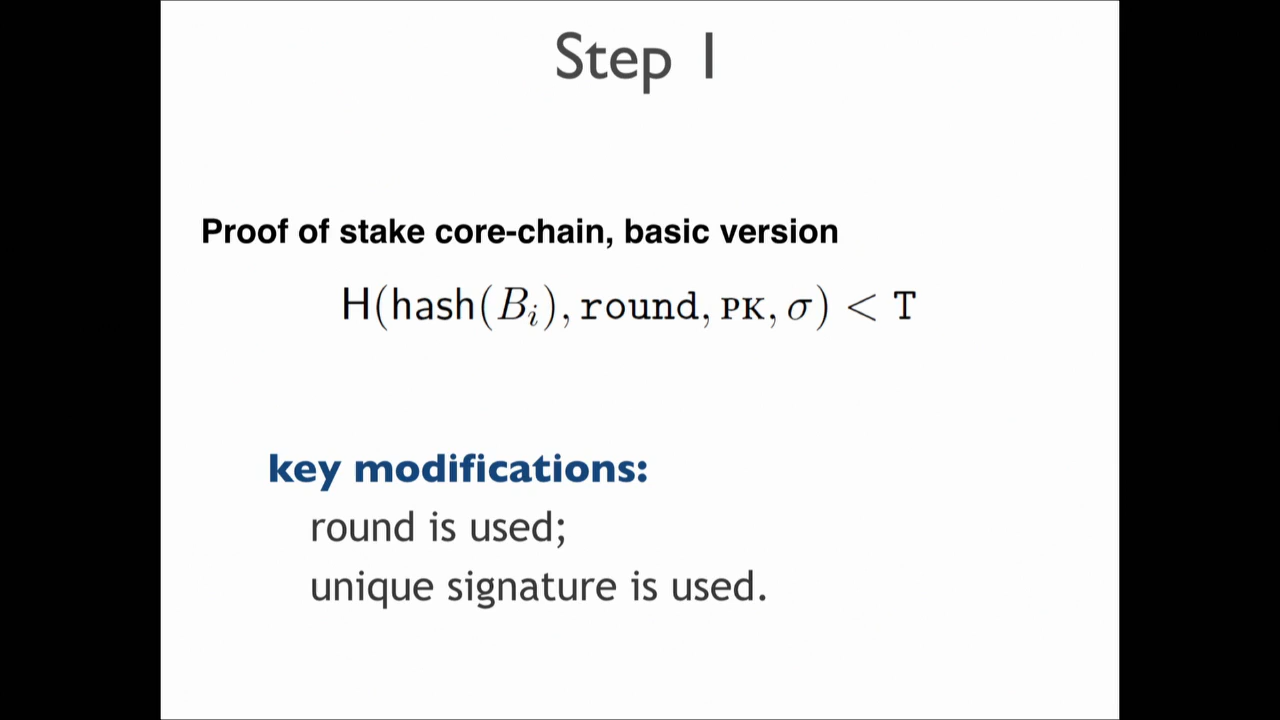 Step 1
Proof of stake core-chain, basic version
H(hash(B_i), round, PK, σ) < T
key modifications:
round is used;
unique signature is used.